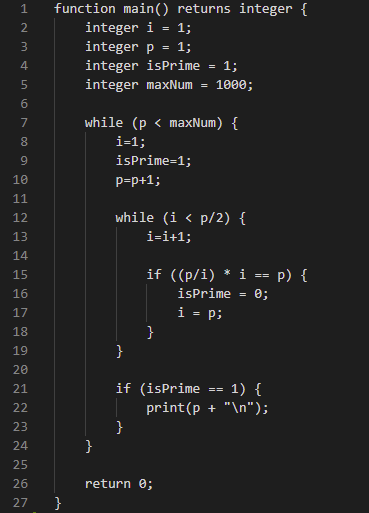 1 function main() returns integer {
2     integer i = 1;
3     integer p = 1;
4     integer isPrime = 1;
5     integer maxNum = 1000;
6
7     while (p < maxNum) {
8         i=1;
9         isPrime=1;
10         p=p+1;
11
12         while (i < p/2) {
13             i=i+1;
14
15             if ((p/i) * i == p) {
16                 isPrime = 0;
17                 i = p;
18             }
19         }
20
21         if (isPrime == 1) {
22             print(p + "\n");
23         }
24     }
25
26     return 0;
27 }